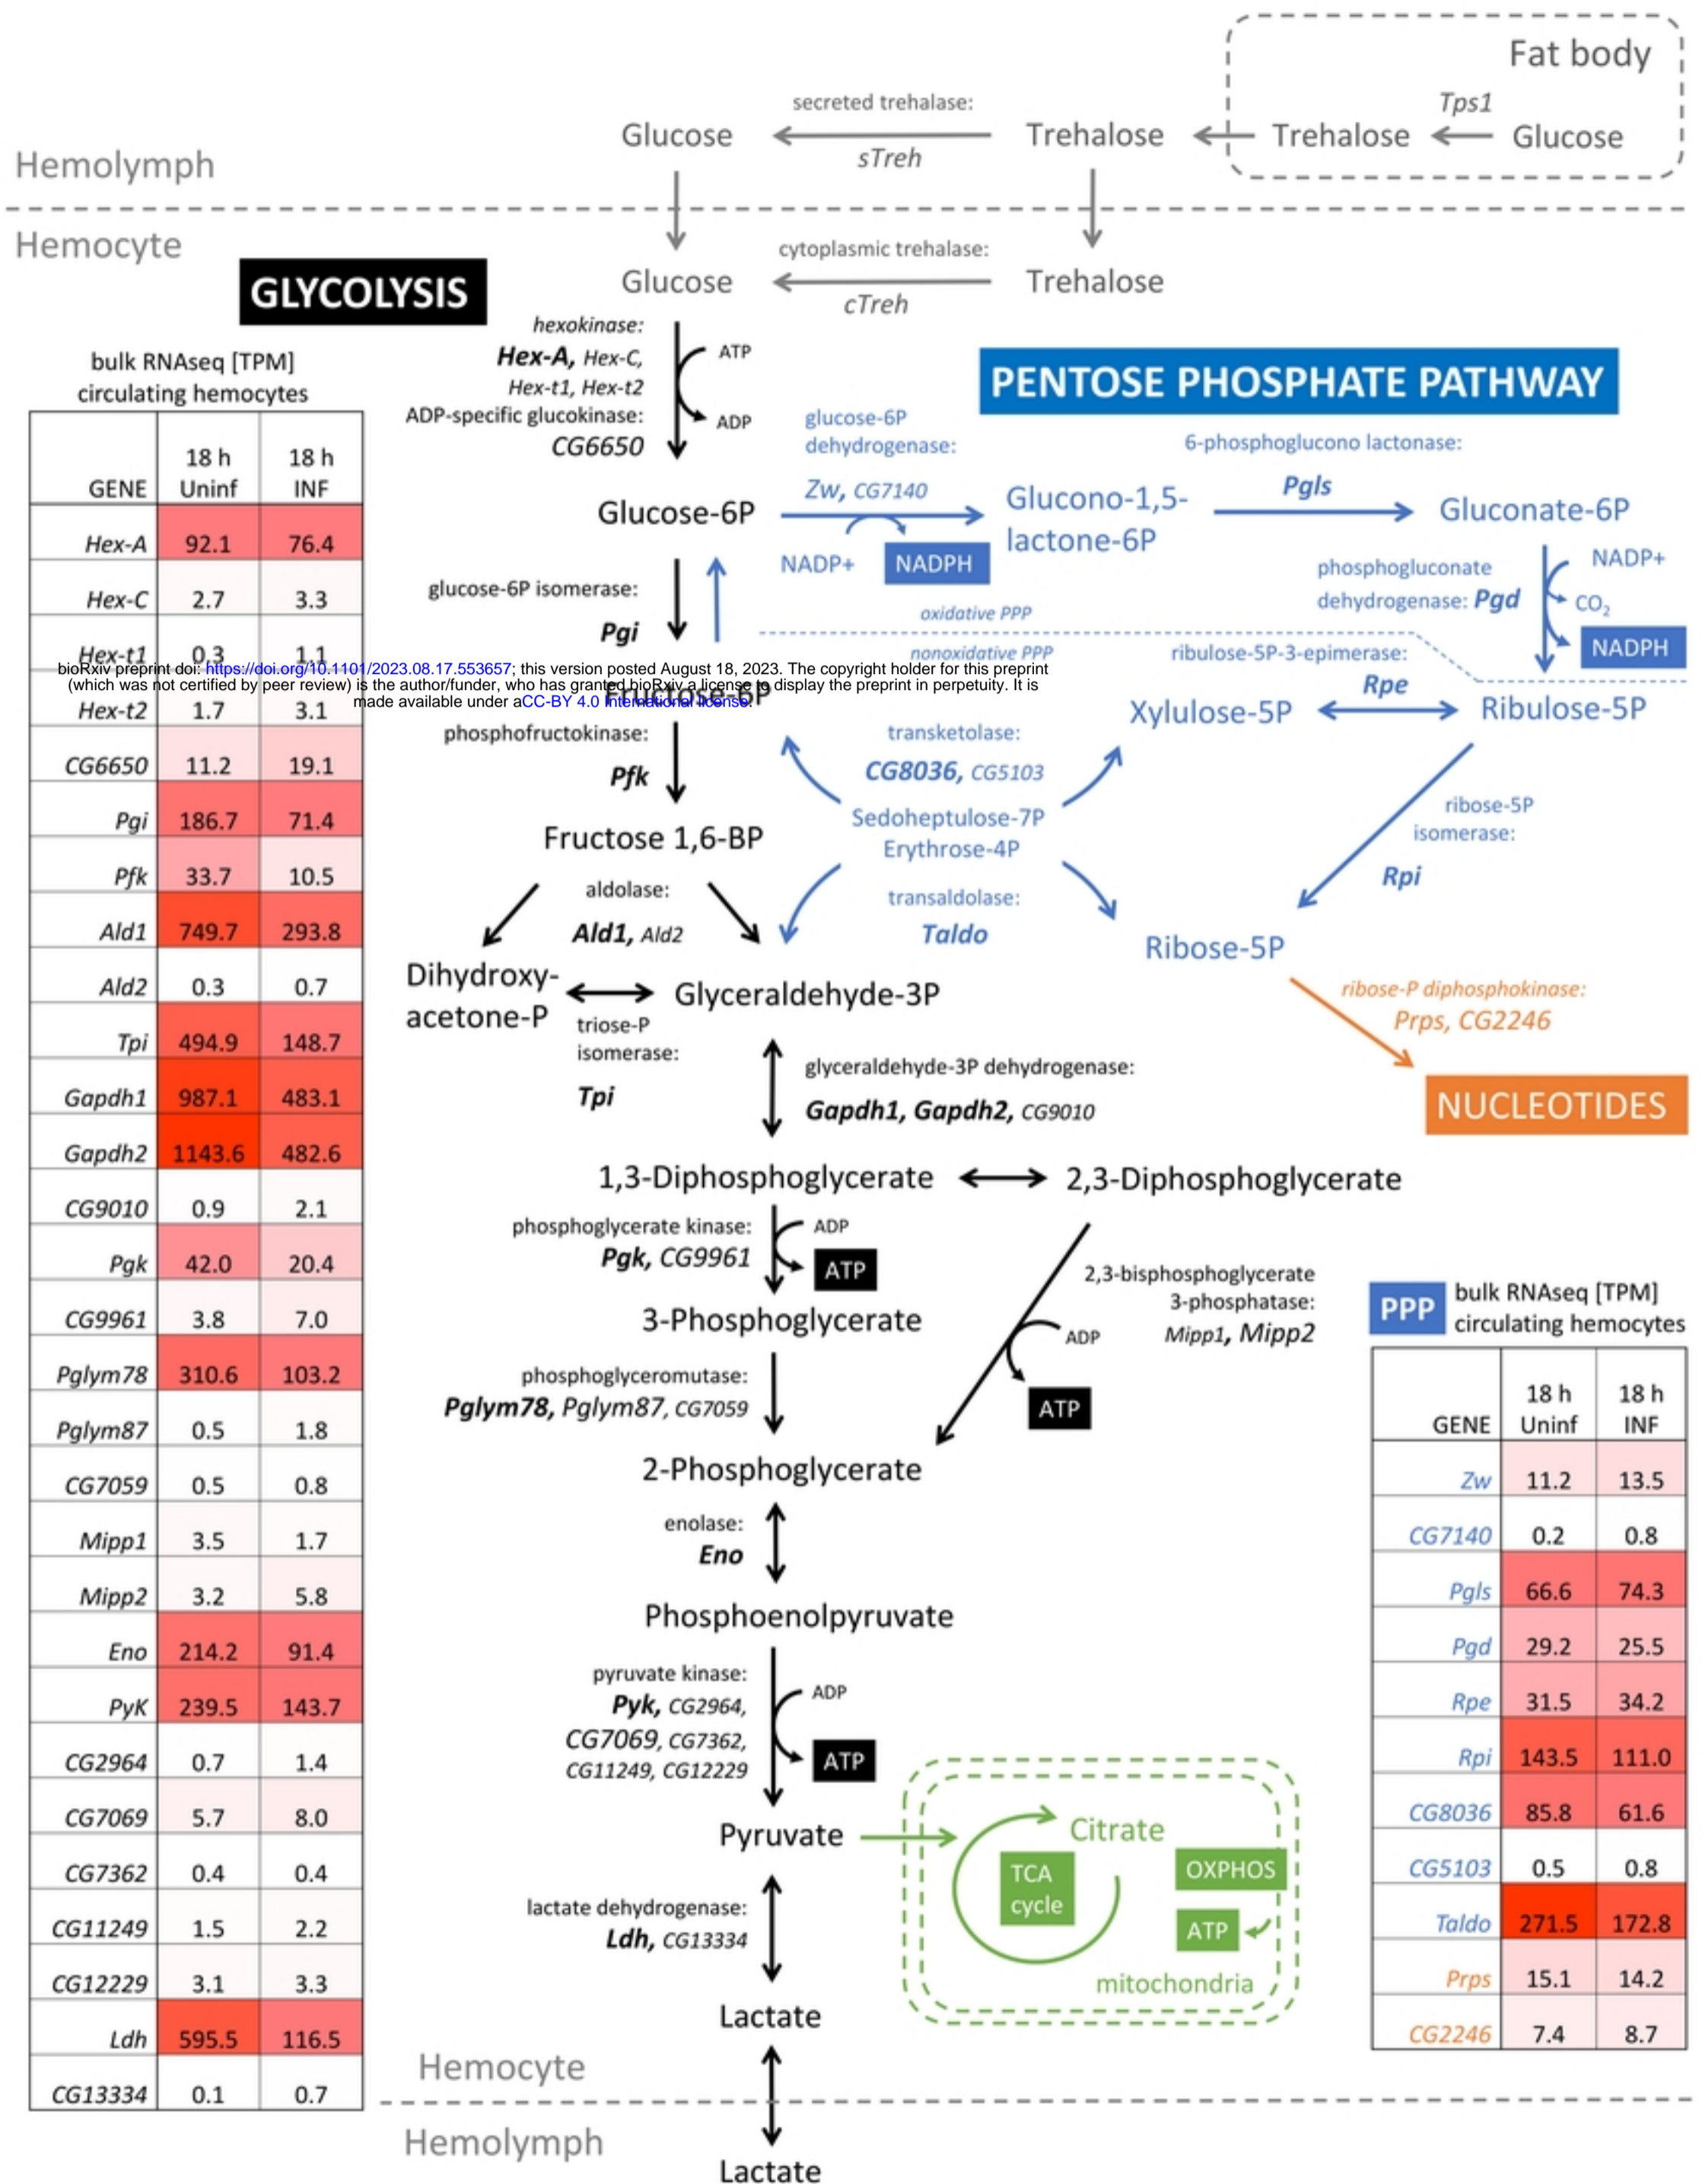 Fat body
secreted trehalase:
Tps1
Glucose
Trehalose
Trehalose
Glucose
sTreh
Hemolymph
Hemocyte
cytoplasmic trehalase:
Glucose
Trehalose
cTreh
GLYCOLYSIS
hexokinase:
Hex-A, Hex-C,
Hex-t1, Hex-t2
ADP-specific glucokinase:
CG6650
ATP
ADP
bulk RNAseq [TPM]
circulating hemocytes
GENE 18 h Uninf 18 h INF
Hex-A 92.1 76.4
Hex-C 2.7 3.3
Hex-t1 0.3 1.1
bioRxiv preprint doi: https://doi.org/10.1101/2023.08.17.553657; this version posted August 18, 2023. The copyright holder for this preprint
(which was not certified by peer review) is the author/funder, who has granted bioRxiv a license to display the preprint in perpetuity. It is
made available under aCC-BY 4.0 International license.
Hex-t2 1.7 3.1
CG6650 11.2 19.1
Pgi 186.7 71.4
Pfk 33.7 10.5
Ald1 749.7 293.8
Ald2 0.3 0.7
Tpi 494.9 148.7
Gapdh1 987.1 483.1
Gapdh2 1143.6 482.6
CG9010 0.9 2.1
Pgk 42.0 20.4
CG9961 3.8 7.0
Pglym78 310.6 103.2
Pglym87 0.5 1.8
CG7059 0.5 0.8
Mipp1 3.5 1.7
Mipp2 3.2 5.8
Eno 214.2 91.4
PyK 239.5 143.7
CG2964 0.7 1.4
CG7069 5.7 8.0
CG7362 0.4 0.4
CG11249 1.5 2.2
CG12229 3.1 3.3
Ldh 595.5 116.5
CG13334 0.1 0.7
PENTOSE PHOSPHATE PATHWAY
glucose-6P
dehydrogenase:
Zw, CG7140
6-phosphoglucono lactonase:
Pgls
Glucose-6P
Glucono-1,5-
lactone-6P
Gluconate-6P
NADP+
NADPH
phosphogluconate
dehydrogenase: Pgd
NADP+
CO2
NADPH
glucose-6P isomerase:
Pgi
oxidative PPP
nonoxidative PPP
ribulose-5P-3-epimerase:
Rpe
Fructose-6P
Xylulose-5P
Ribulose-5P
phosphofructokinase:
Pfk
transketolase:
CG8036, CG5103
Sedoheptulose-7P
Erythrose-4P
transaldolase:
Taldo
ribose-5P
isomerase:
Rpi
Fructose 1,6-BP
aldolase:
Ald1, Ald2
Ribose-5P
Dihydroxy-
acetone-P
Glyceraldehyde-3P
triose-P
isomerase:
Tpi
ribose-P diphosphokinase:
Prps, CG2246
NUCLEOTIDES
glyceraldehyde-3P dehydrogenase:
Gapdh1, Gapdh2, CG9010
1,3-Diphosphoglycerate
2,3-Diphosphoglycerate
phosphoglycerate kinase:
Pgk, CG9961
ADP
ATP
2,3-bisphosphoglycerate
3-phosphatase:
Mipp1, Mipp2
ADP
ATP
3-Phosphoglycerate
phosphoglyceromutase:
Pglym78, Pglym87, CG7059
2-Phosphoglycerate
enolase:
Eno
Phosphoenolpyruvate
pyruvate kinase:
Pyk, CG2964,
CG7069, CG7362,
CG11249, CG12229
ADP
ATP
Pyruvate
Citrate
TCA
cycle
OXPHOS
ATP
mitochondria
lactate dehydrogenase:
Ldh, CG13334
Lactate
Hemocyte
Hemolymph
Lactate
PPP
bulk RNAseq [TPM]
circulating hemocytes
GENE 18 h Uninf 18 h INF
Zw 11.2 13.5
CG7140 0.2 0.8
Pgls 66.6 74.3
Pgd 29.2 25.5
Rpe 31.5 34.2
Rpi 143.5 111.0
CG8036 85.8 61.6
CG5103 0.5 0.8
Taldo 271.5 172.8
Prps 15.1 14.2
CG2246 7.4 8.7